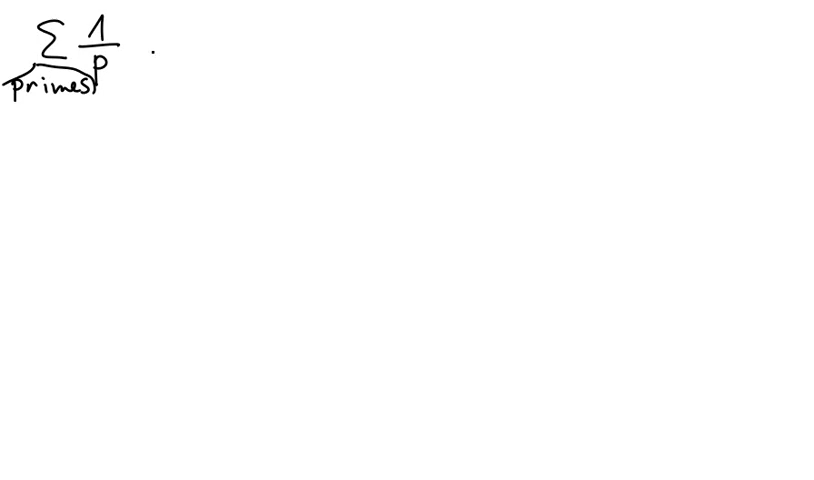 ∑ 1/p .
primes